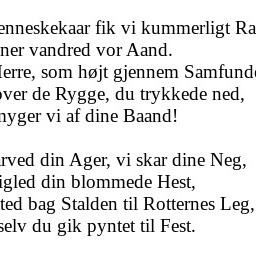 enneskekaar fik vi kummerligt Ra
ner vandred vor Aand.
Herre, som højt gjennem Samfunde
over de Rygge, du trykkede ned,
myger vi af dine Baand!
arved din Ager, vi skar dine Neg,
igled din blommede Hest,
ted bag Stalden til Rotternes Leg,
selv du gik pyntet til Fest.